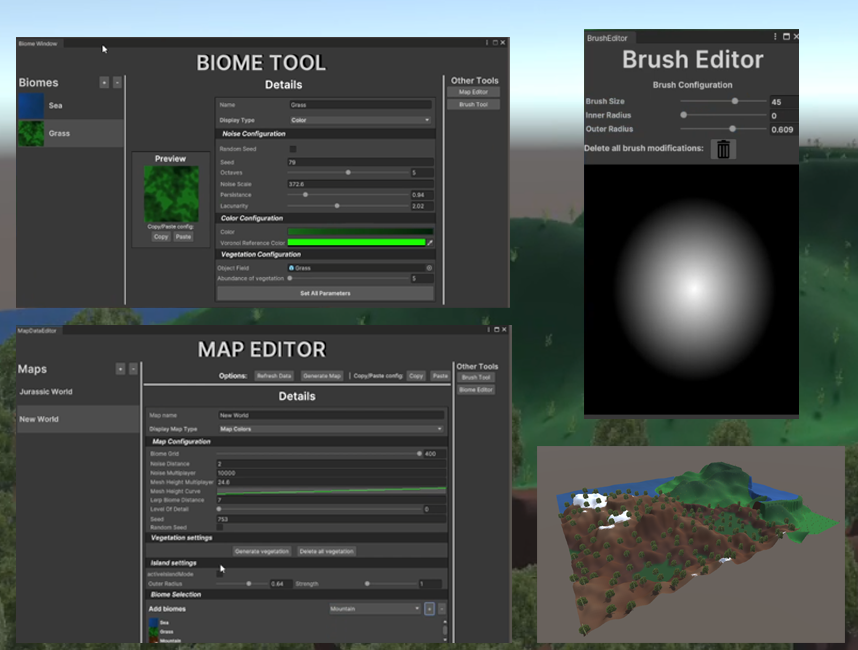 Biome Window
BIOME TOOL
Biomes
+ -
Sea
Grass
Details
Name Grass
Display Type Color
Noise Configuration
Random Seed
Seed 79
Octaves 5
Noise Scale 372.6
Persistance 0.84
Lacunarity 2.02
Color Configuration
Color
Voronoi Reference Color
Vegetation Configuration
Object Field Grass
Abundance of vegetation 5
Set All Parameters
Preview
Copy/Paste config:
Copy Paste
Other Tools
Map Editor
Brush Tool
BrushEditor
Brush Editor
Brush Configuration
Brush Size 45
Inner Radius 0
Outer Radius 0.609
Delete all brush modifications:
MapDataEditor
MAP EDITOR
Maps
+ -
Jurassic World
New World
Options: Refresh Data Generate Map | Copy/Paste config: Copy Paste
Details
Map name New World
Display Map Type Map Colors
Map Configuration
Biome Grid 400
Noise Distance 2
Noise Multiplayer 10000
Mesh Height Multiplayer 24.6
Mesh Height Curve
Lerp Biome Distance 7
Level Of Detail 0
Seed 753
Random Seed
Vegetation settings
Generate vegetation Delete all vegetation
Island settings
activeIslandMode
Outer Radius 0.84 Strength 1
Biome Selection
Add biomes Mountain + -
Sea
Grass
Mountain
Other Tools
Brush Tool
Biome Editor